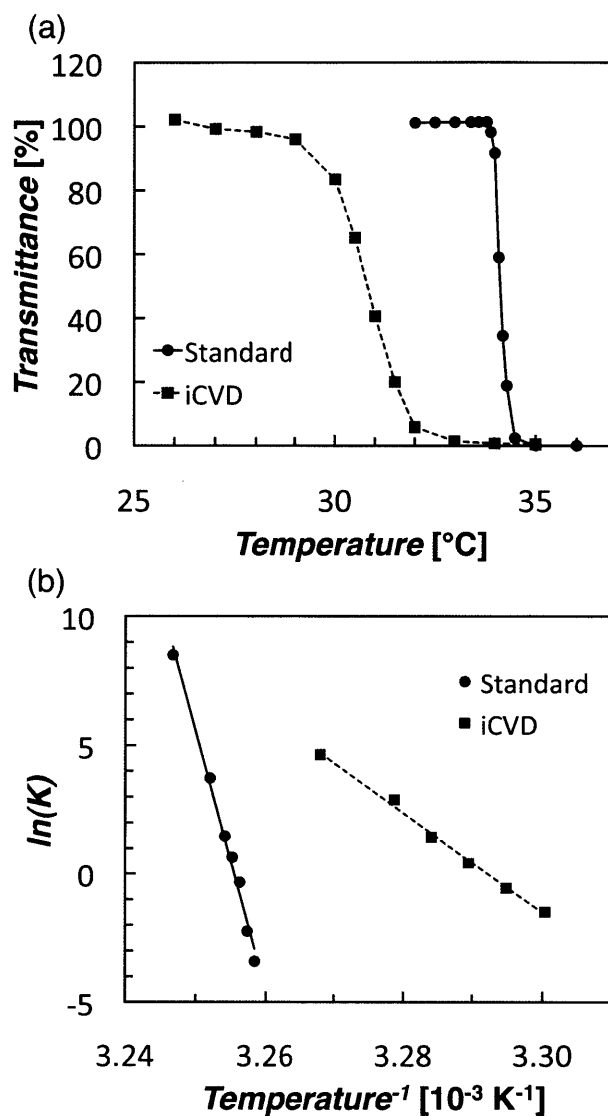 (a)
120
100
80
60
40
20
0
Transmittance [%]
Standard
iCVD
25 30 35
Temperature [°C]
(b)
10
5
0
-5
ln(K)
Standard
iCVD
3.24 3.26 3.28 3.30
Temperature⁻¹ [10⁻³ K⁻¹]